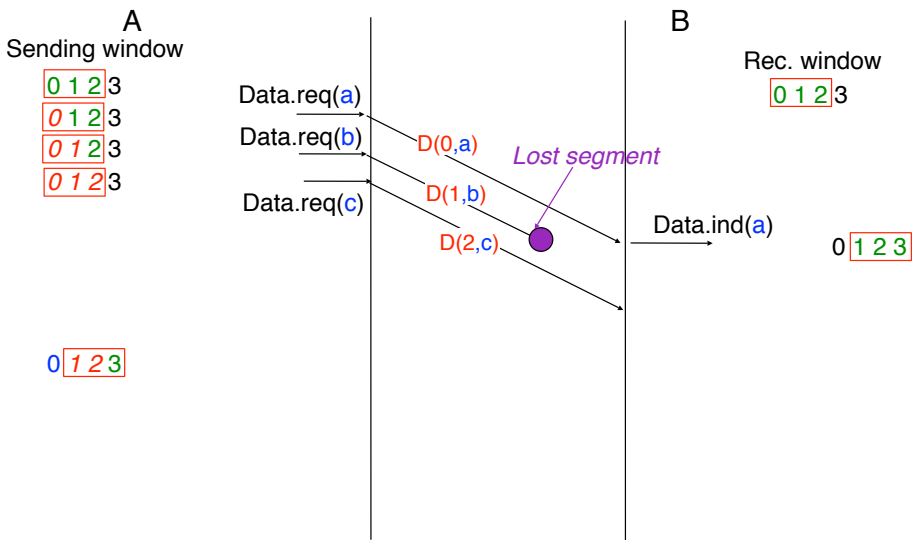 A
B
Sending window
Rec. window
0 1 2 3
0 1 2 3
0 1 2 3
0 1 2 3
0 1 2 3
Data.req(a)
Data.req(b)
Data.req(c)
D(0,a)
D(1,b)
D(2,c)
Lost segment
Data.ind(a)
0 1 2 3
0 1 2 3